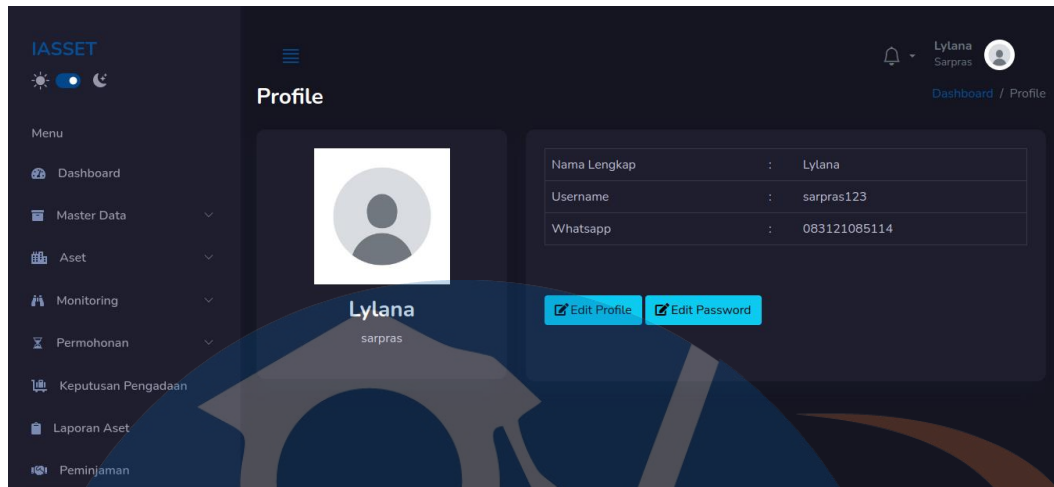 IASSET
Menu
Dashboard
Master Data
Aset
Monitoring
Permohonan
Keputusan Pengadaan
Laporan Aset
Peminjaman
Lylana
Sarpras
Profile
Dashboard / Profile
Lylana
sarpras
Nama Lengkap : Lylana
Username : sarpras123
Whatsapp : 083121085114
Edit Profile Edit Password